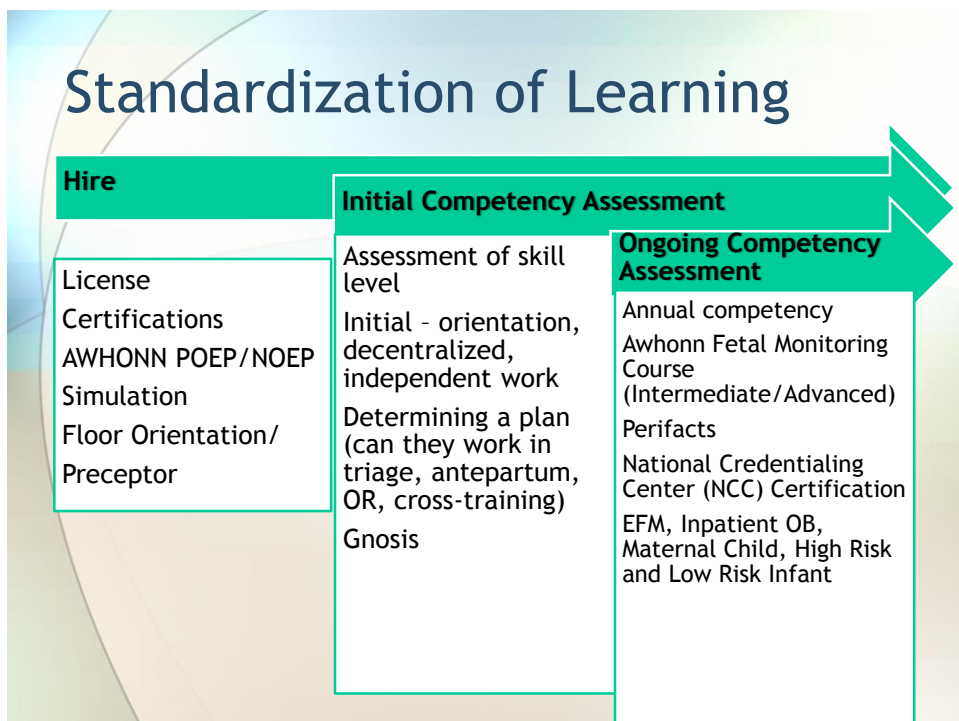 Standardization of Learning
Hire
License
Certifications
AWHONN POEP/NOEP
Simulation
Floor Orientation/
Preceptor
Initial Competency Assessment
Assessment of skill
level
Initial – orientation,
decentralized,
independent work
Determining a plan
(can they work in
triage, antepartum,
OR, cross-training)
Gnosis
Ongoing Competency
Assessment
Annual competency
Awhonn Fetal Monitoring
Course
(Intermediate/Advanced)
Perifacts
National Credentialing
Center (NCC) Certification
EFM, Inpatient OB,
Maternal Child, High Risk
and Low Risk Infant